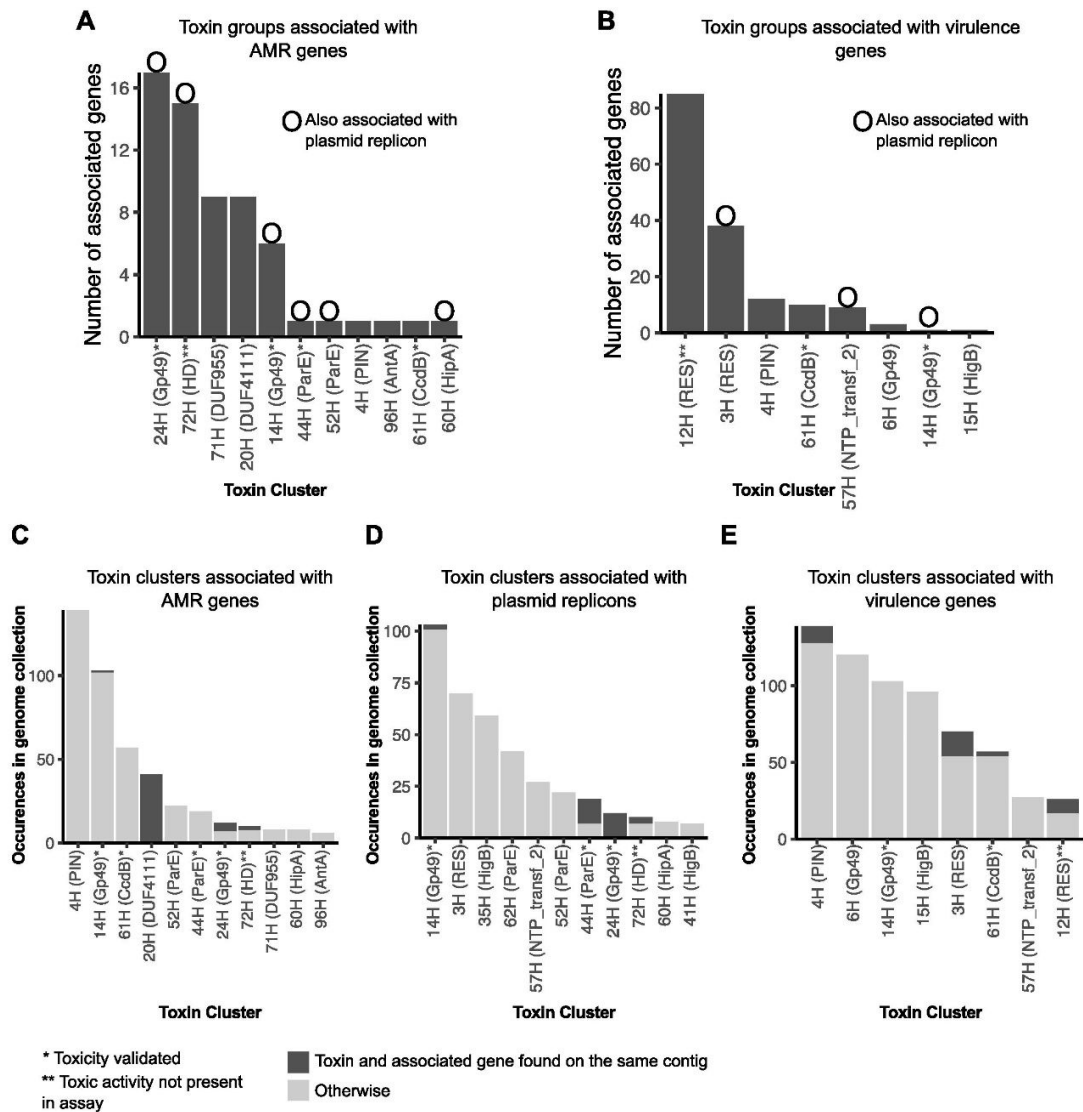 A
Toxin groups associated with
AMR genes
Number of associated genes
16
12
8
4
0
Also associated with
plasmid replicon
24H (Gp49)*
72H (HD)**
71H (DUF955)
20H (DUF4111)
14H (Gp49)*
44H (ParE)*
52H (ParE)
4H (PIN)
96H (AntA)
61H (CcdB)*
60H (HipA)
Toxin Cluster
B
Toxin groups associated with virulence
genes
Number of associated genes
80
60
40
20
0
Also associated with
plasmid replicon
12H (RES)**
3H (RES)
4H (PIN)
61H (CcdB)*
57H (NTP_transf_2)
6H (Gp49)
14H (Gp49)*
15H (HigB)
Toxin Cluster
C
Toxin clusters associated with
AMR genes
Occurences in genome collection
100
50
0
4H (PIN)
14H (Gp49)*
61H (CcdB)*
20H (DUF4111)
52H (ParE)
44H (ParE)*
24H (Gp49)*
72H (HD)**
71H (DUF955)
60H (HipA)
96H (AntA)
Toxin Cluster
D
Toxin clusters associated with
plasmid replicons
Occurences in genome collection
100
75
50
25
0
14H (Gp49)*
3H (RES)
35H (HigB)
62H (ParE)
57H (NTP_transf_2)
52H (ParE)
44H (ParE)*
24H (Gp49)*
72H (HD)**
60H (HipA)
41H (HigB)
Toxin Cluster
E
Toxin clusters associated with
virulence genes
Occurences in genome collection
100
50
0
4H (PIN)
6H (Gp49)
14H (Gp49)*
15H (HigB)
3H (RES)
61H (CcdB)*
57H (NTP_transf_2)
12H (RES)**
Toxin Cluster
* Toxicity validated
** Toxic activity not present
in assay
Toxin and associated gene found on the same contig
Otherwise